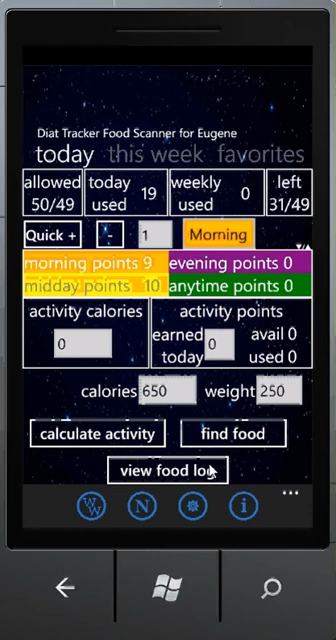 Diat Tracker Food Scanner for Eugene
today this week favorites
allowed today 19 weekly 0 left
50/49 used used 31/49
Quick + - 1 Morning
morning points 9 evening points 0
midday points 10 anytime points 0
activity calories activity points
0 earned 0 avail 0
today used 0
calories 650 weight 250
calculate activity find food
view food log
WW N i